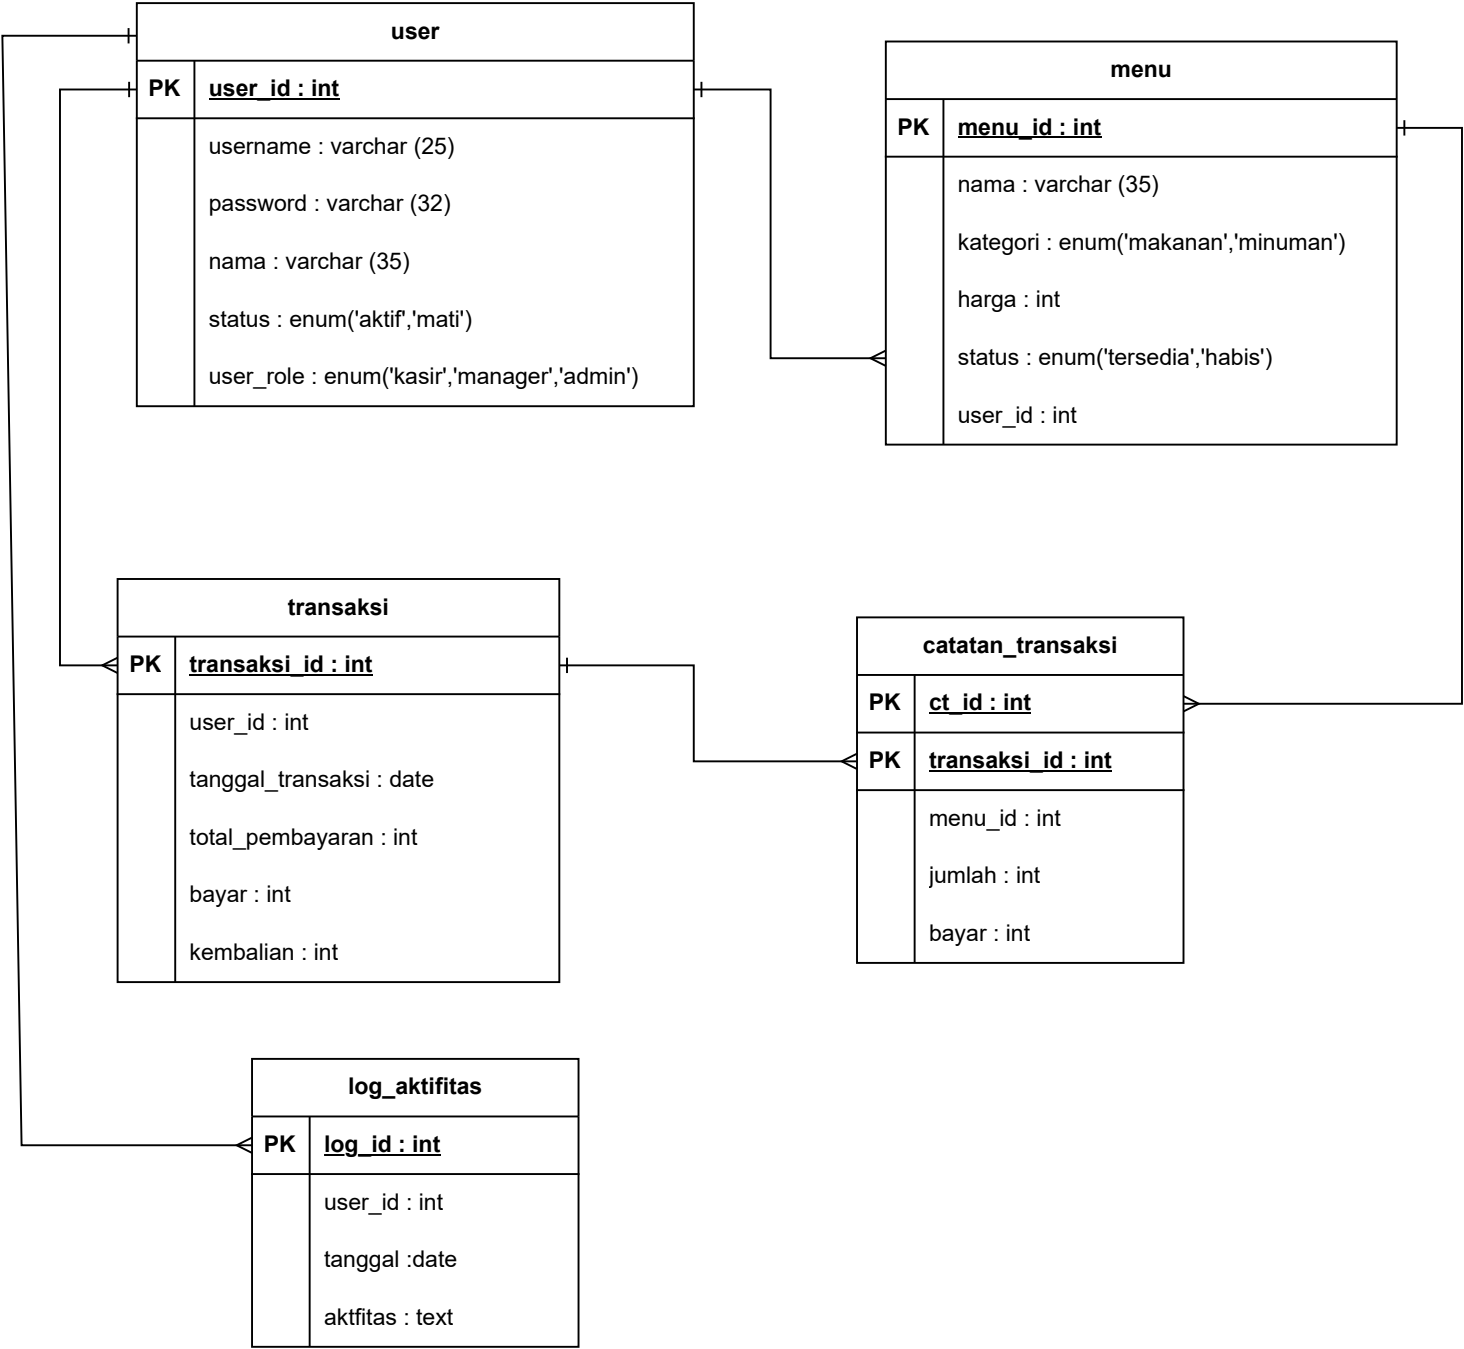 user
PK user_id : int
username : varchar (25)
password : varchar (32)
nama : varchar (35)
status : enum('aktif','mati')
user_role : enum('kasir','manager','admin')
menu
PK menu_id : int
nama : varchar (35)
kategori : enum('makanan','minuman')
harga : int
status : enum('tersedia','habis')
user_id : int
transaksi
PK transaksi_id : int
user_id : int
tanggal_transaksi : date
total_pembayaran : int
bayar : int
kembalian : int
catatan_transaksi
PK ct_id : int
PK transaksi_id : int
menu_id : int
jumlah : int
bayar : int
log_aktifitas
PK log_id : int
user_id : int
tanggal :date
aktfitas : text